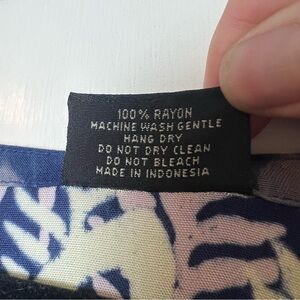 100% RAYON
MACHINE WASH GENTLE
HANG DRY
DO NOT DRY CLEAN
DO NOT BLEACH
MADE IN INDONESIA